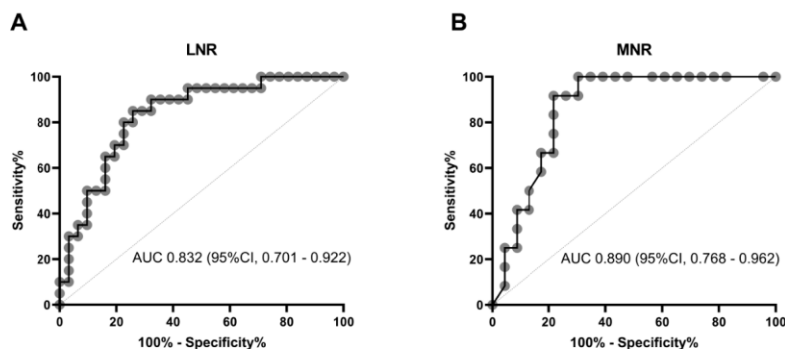 A
LNR
100
80
60
40
20
0
Sensitivity%
AUC 0.832 (95%CI, 0.701 - 0.922)
0 20 40 60 80 100
100% - Specificity%
B
MNR
100
80
60
40
20
0
Sensitivity%
AUC 0.890 (95%CI, 0.768 - 0.962)
0 20 40 60 80 100
100% - Specificity%